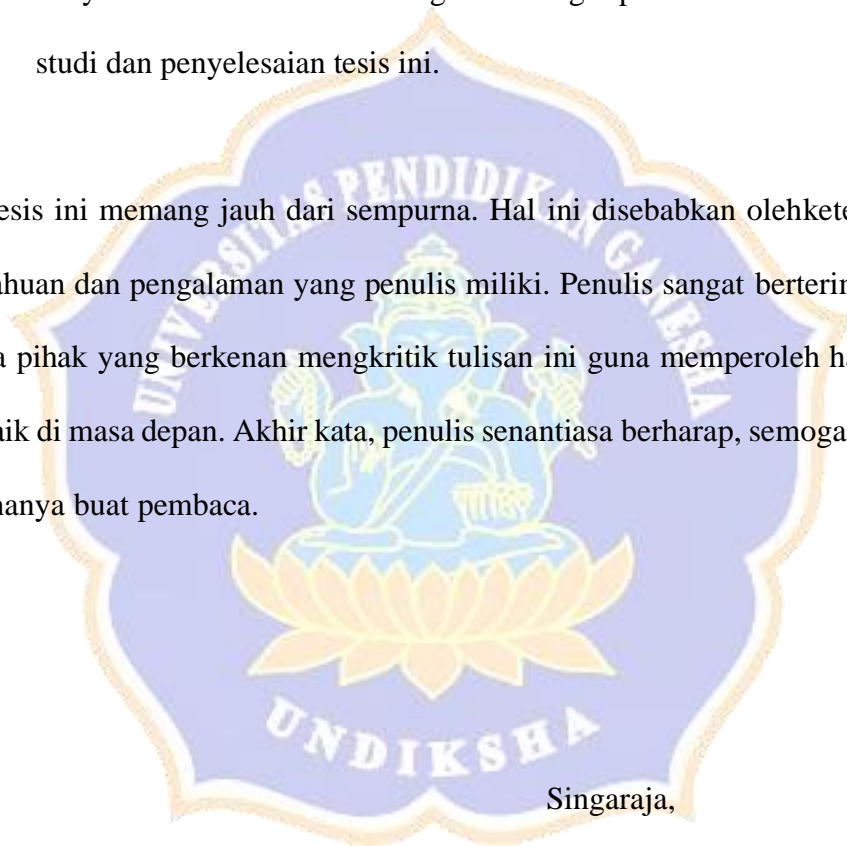 studi dan penyelesaian tesis ini.
UNIVERSITAS PENDIDIKAN GANESHA
esis ini memang jauh dari sempurna. Hal ini disebabkan olehkete
ahuan dan pengalaman yang penulis miliki. Penulis sangat berterin
a pihak yang berkenan mengkritik tulisan ini guna memperoleh ha
aik di masa depan. Akhir kata, penulis senantiasa berharap, semoga
nanya buat pembaca.
UNDIKSHA
Singaraja,